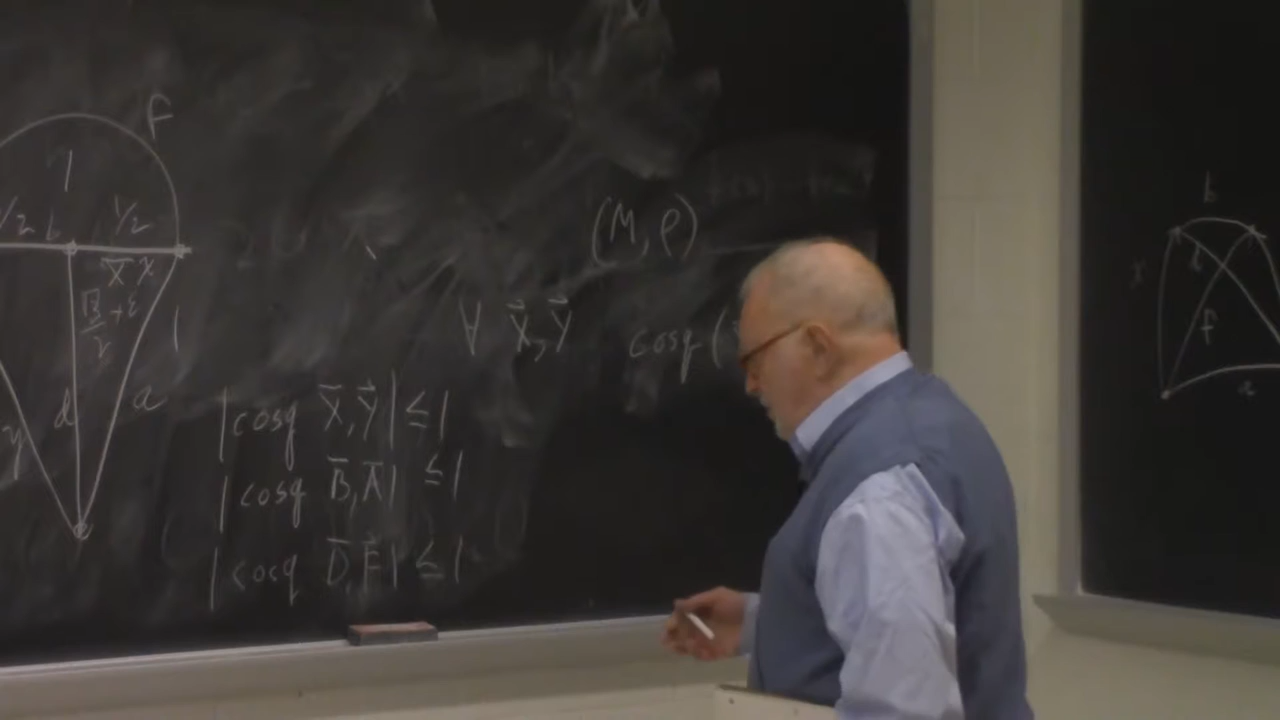 f
1
1/2 b 1/2
X x
B/2 + ε
1
d a
y
(M, ρ)
∀ X⃗, Y⃗ cosq (
|cosq X̄, Y⃗| ≤ 1
|cosq B̄, Ā| ≤ 1
|cosq D̄, F⃗| ≤ 1
b
x
f
a